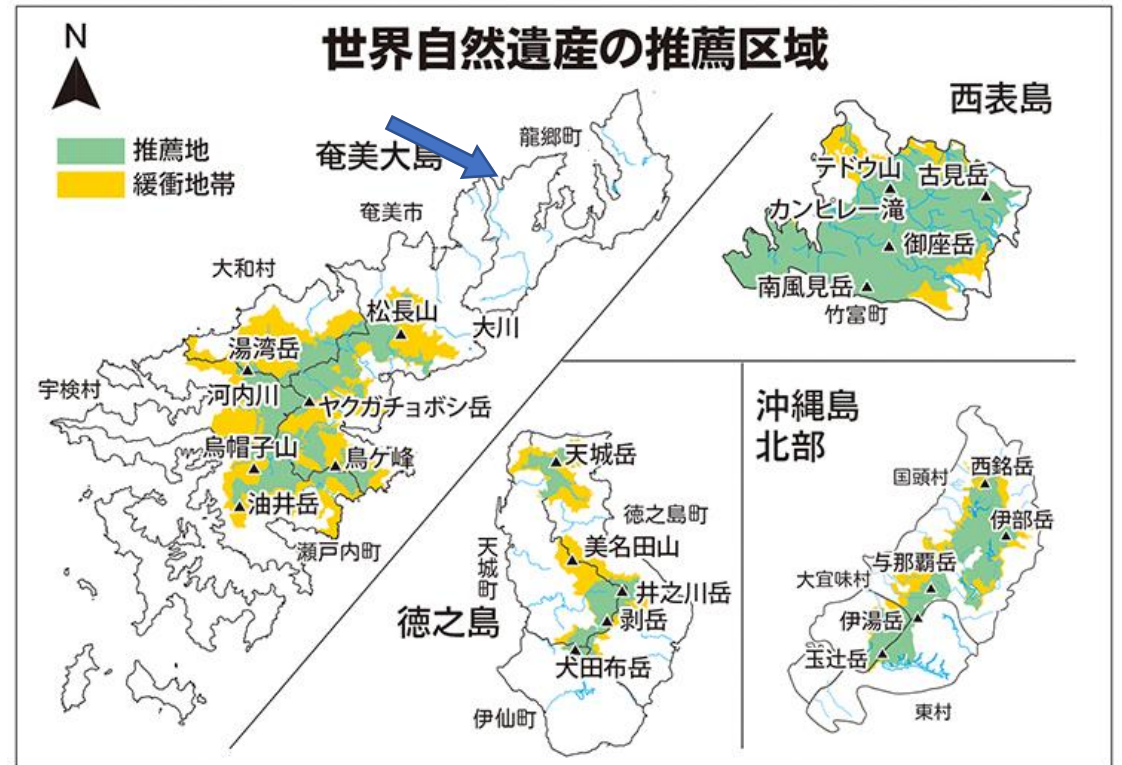 世界自然遺産の推薦区域
N
推薦地
緩衝地帯
奄美大島
龍郷町
奄美市
大和村
松長山
大川
湯湾岳
宇検村
河内川
ヤクガチョボシ岳
烏帽子山
鳥ケ峰
油井岳
瀬戸内町
西表島
テドウ山
古見岳
カンピレー滝
御座岳
南風見岳
竹富町
天城岳
徳之島町
天城町
美名田山
井之川岳
徳之島
剥岳
犬田布岳
伊仙町
沖縄島
北部
国頭村
西銘岳
伊部岳
与那覇岳
大宜味村
伊湯岳
玉辻岳
東村